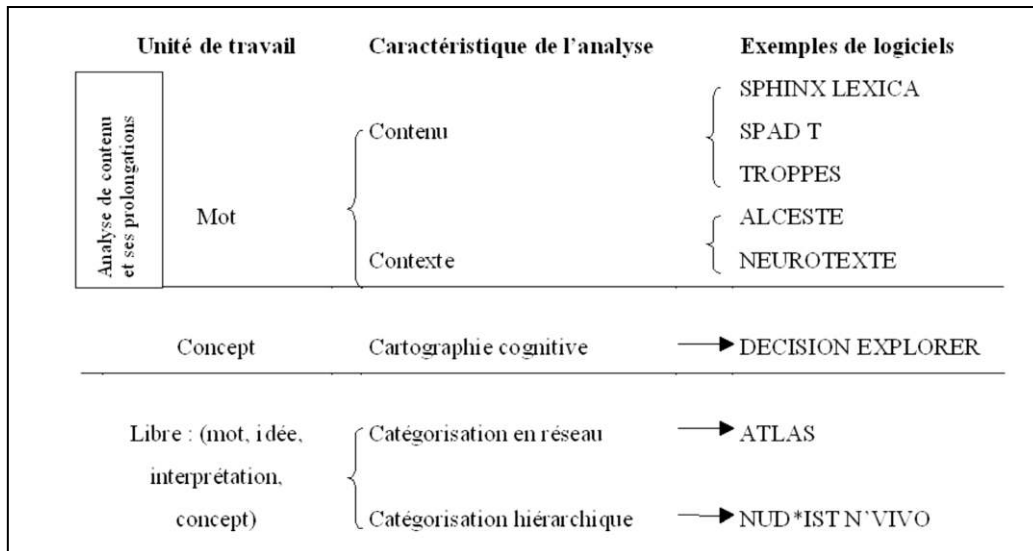 Unité de travail Caractéristique de l'analyse Exemples de logiciels
Analyse de contenu
et ses prolongations
SPHINX LEXICA
Contenu SPAD T
TROPPES
Mot ALCESTE
Contexte NEUROTEXTE
Concept Cartographie cognitive DECISION EXPLORER
Libre : (mot, idée, Catégorisation en réseau ATLAS
interprétation,
concept) Catégorisation hiérarchique NUD*IST N'VIVO